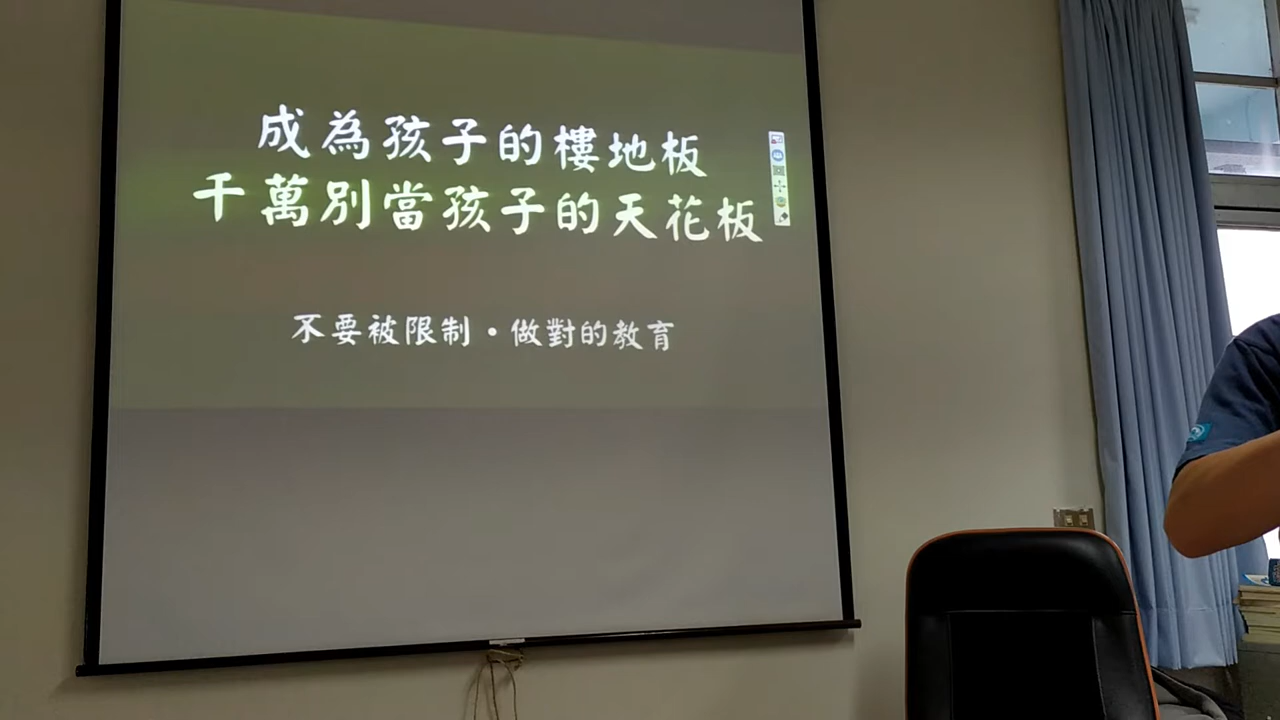 成為孩子的樓地板
千萬別當孩子的天花板
不要被限制・做對的教育